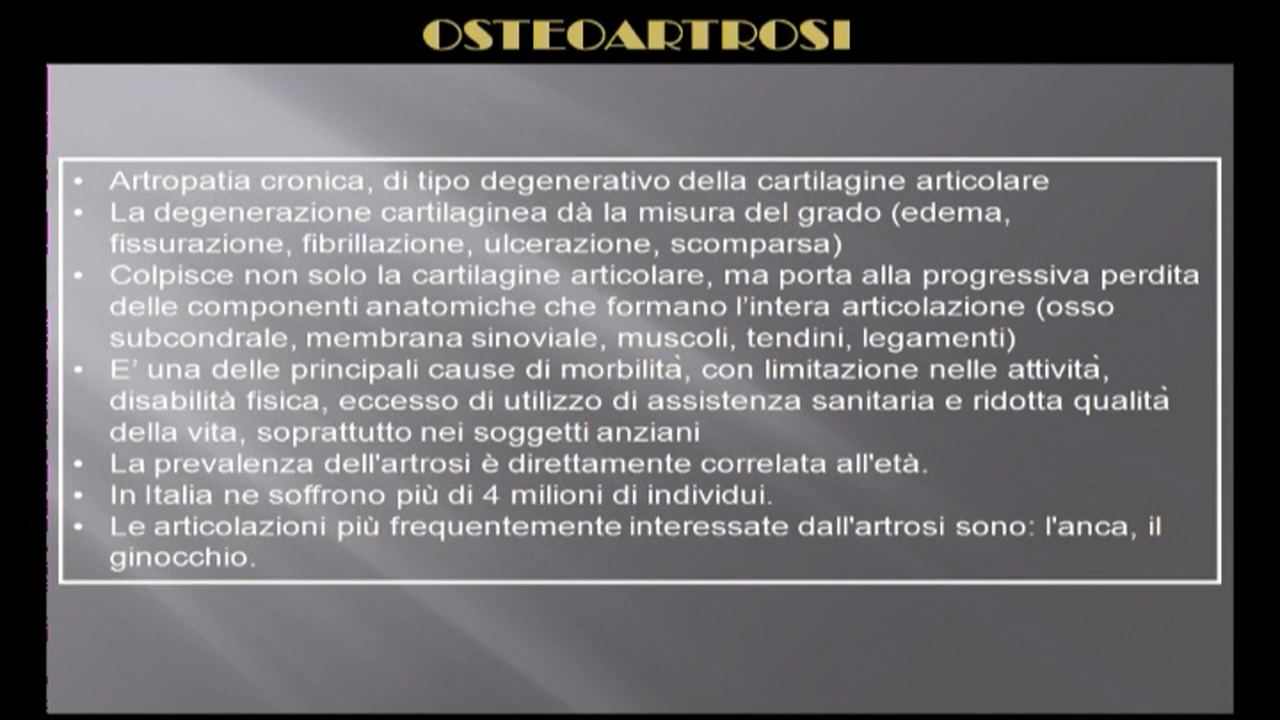 OSTEOARTROSI
• Artropatia cronica, di tipo degenerativo della cartilagine articolare
• La degenerazione cartilaginea dà la misura del grado (edema,
fissurazione, fibrillazione, ulcerazione, scomparsa)
• Colpisce non solo la cartilagine articolare, ma porta alla progressiva perdita
delle componenti anatomiche che formano l'intera articolazione (osso
subcondrale, membrana sinoviale, muscoli, tendini, legamenti)
• E' una delle principali cause di morbilità, con limitazione nelle attività,
disabilità fisica, eccesso di utilizzo di assistenza sanitaria e ridotta qualità
della vita, soprattutto nei soggetti anziani
• La prevalenza dell'artrosi è direttamente correlata all'età.
• In Italia ne soffrono più di 4 milioni di individui.
• Le articolazioni più frequentemente interessate dall'artrosi sono: l'anca, il
ginocchio.